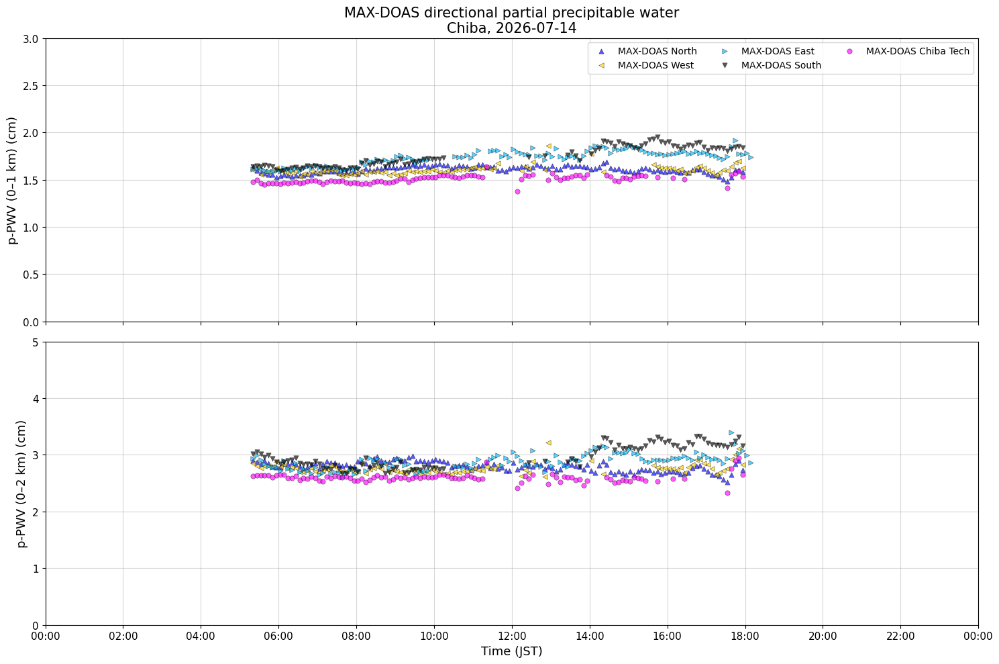 MAX-DOAS directional partial precipitable water
Chiba, 2026-07-14
p-PWV (0–1 km) (cm)
3.0
2.5
2.0
1.5
1.0
0.5
0.0
MAX-DOAS North
MAX-DOAS West
MAX-DOAS East
MAX-DOAS South
MAX-DOAS Chiba Tech
p-PWV (0–2 km) (cm)
5
4
3
2
1
0
00:00 02:00 04:00 06:00 08:00 10:00 12:00 14:00 16:00 18:00 20:00 22:00 00:00
Time (JST)